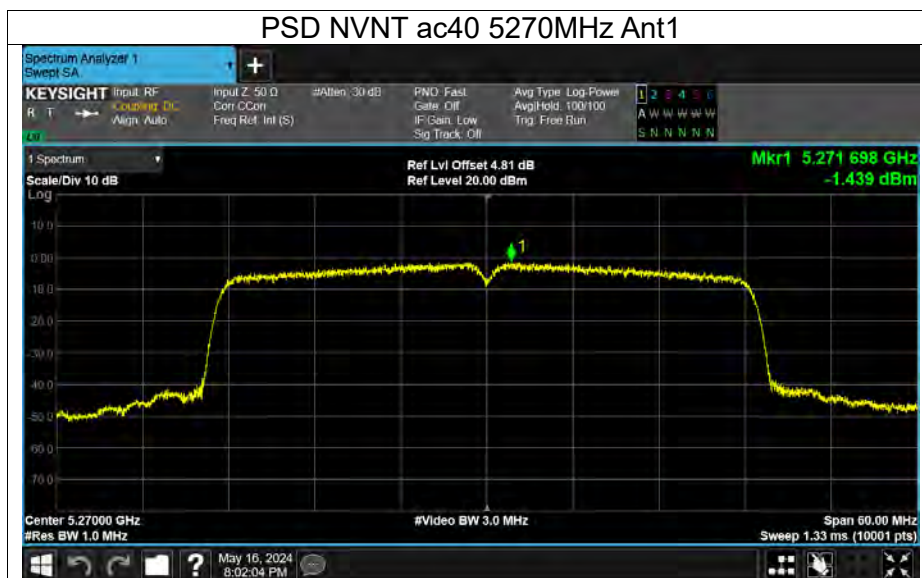 PSD NVNT ac40 5270MHz Ant1
Spectrum Analyzer 1
Swept SA
+
KEYSIGHT Input: RF Input Z: 50 Ω #Atten: 30 dB PNO: Fast Avg Type: Log-Power 1 2 3 4 5 6
R T Coupling: DC Corr CCorr Gate: Off Avg|Hold: 100/100 A W W W W W
Align: Auto Freq Ref: Int (S) IF Gain: Low Trig: Free Run
Sig Track: Off S N N N N N
1 Spectrum Ref Lvl Offset 4.81 dB Mkr1 5.271 698 GHz
Scale/Div 10 dB Ref Level 20.00 dBm -1.439 dBm
Log
10.0
0.00
1
-10.0
-20.0
-30.0
-40.0
-50.0
-60.0
-70.0
Center 5.27000 GHz #Video BW 3.0 MHz Span 60.00 MHz
#Res BW 1.0 MHz Sweep 1.33 ms (10001 pts)
? May 16, 2024
8:02:04 PM